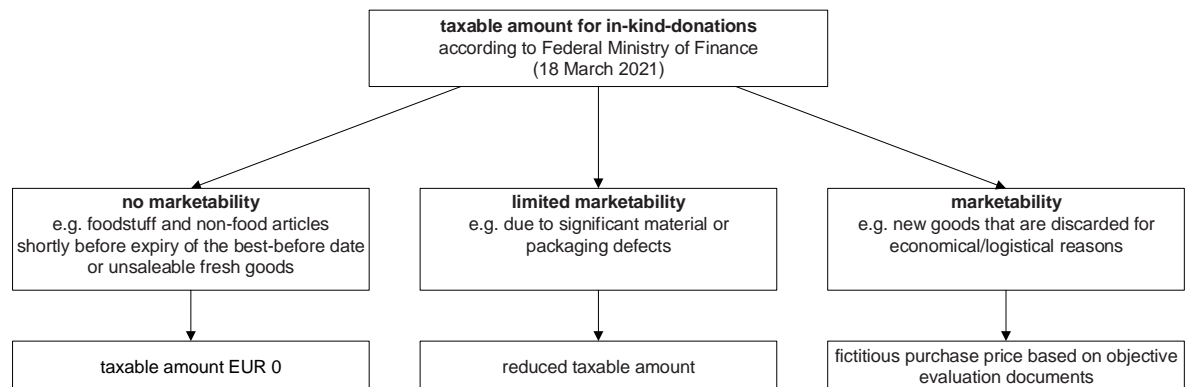 taxable amount for in-kind-donations
according to Federal Ministry of Finance
(18 March 2021)
no marketability
e.g. foodstuff and non-food articles
shortly before expiry of the best-before date
or unsaleable fresh goods
limited marketability
e.g. due to significant material or
packaging defects
marketability
e.g. new goods that are discarded for
economical/logistical reasons
taxable amount EUR 0
reduced taxable amount
fictitious purchase price based on objective
evaluation documents